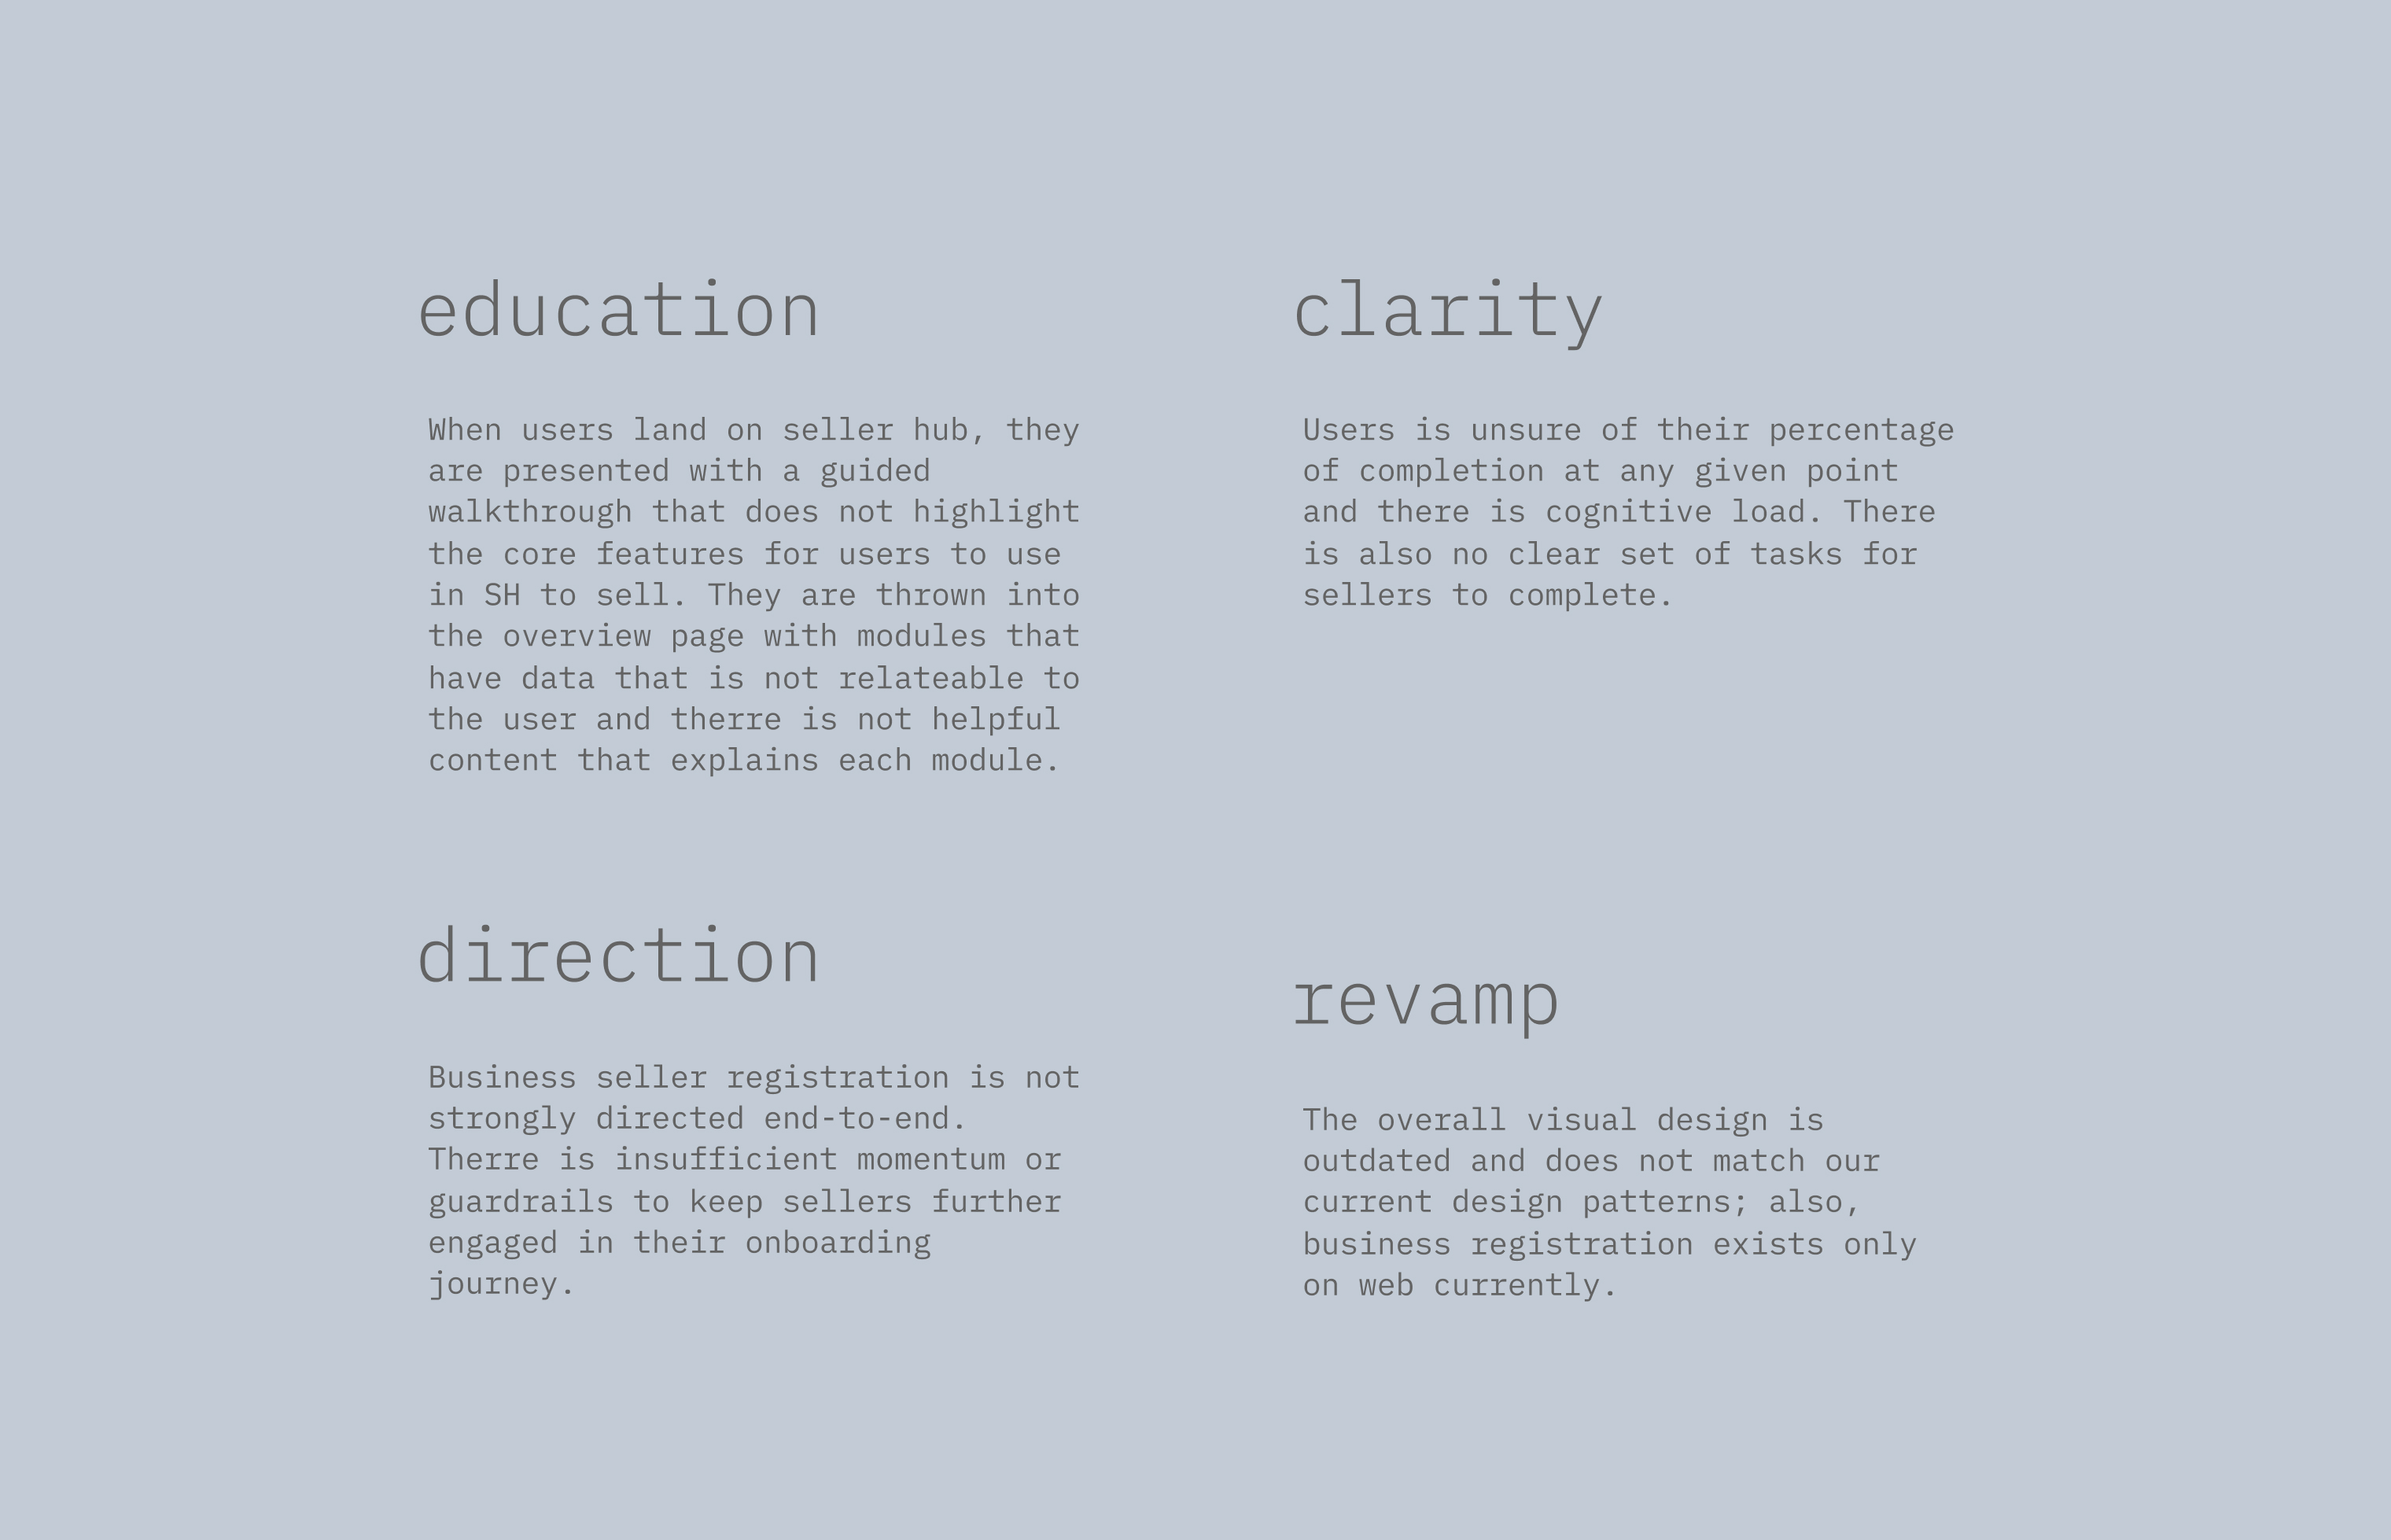 education
When users land on seller hub, they
are presented with a guided
walkthrough that does not highlight
the core features for users to use
in SH to sell. They are thrown into
the overview page with modules that
have data that is not relateable to
the user and therre is not helpful
content that explains each module.
clarity
Users is unsure of their percentage
of completion at any given point
and there is cognitive load. There
is also no clear set of tasks for
sellers to complete.
direction
Business seller registration is not
strongly directed end-to-end.
Therre is insufficient momentum or
guardrails to keep sellers further
engaged in their onboarding
journey.
revamp
The overall visual design is
outdated and does not match our
current design patterns; also,
business registration exists only
on web currently.